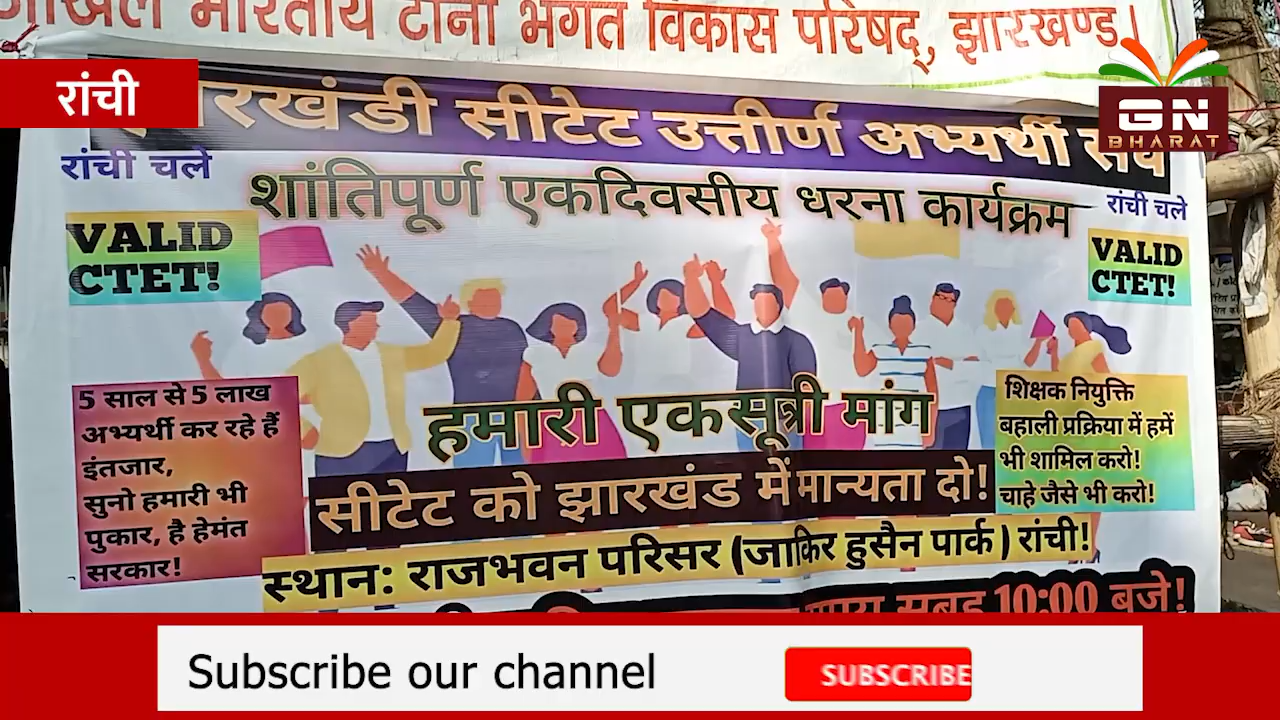 भारतीय टाना भगत विकास परिषद्, झारखण्ड।
रांची
GN
BHARAT
सीटेट उत्तीर्ण अभ्यर्थी संघ
रांची चले
शांतिपूर्ण एकदिवसीय धरना कार्यक्रम
रांची चले
VALID
CTET!
VALID
CTET!
5 साल से 5 लाख
अभ्यर्थी कर रहे हैं
इंतजार,
सुनो हमारी भी
पुकार, है हेमंत
सरकार!
शिक्षक नियुक्ति
बहाली प्रक्रिया में हमें
भी शामिल करो!
चाहे जैसे भी करो!
हमारी एकसूत्री मांग
सीटेट को झारखंड में मान्यता दो!
स्थान: राजभवन परिसर (जाकिर हुसैन पार्क) रांची!
सुबह 10:00 बजे!
Subscribe our channel
SUBSCRIBE